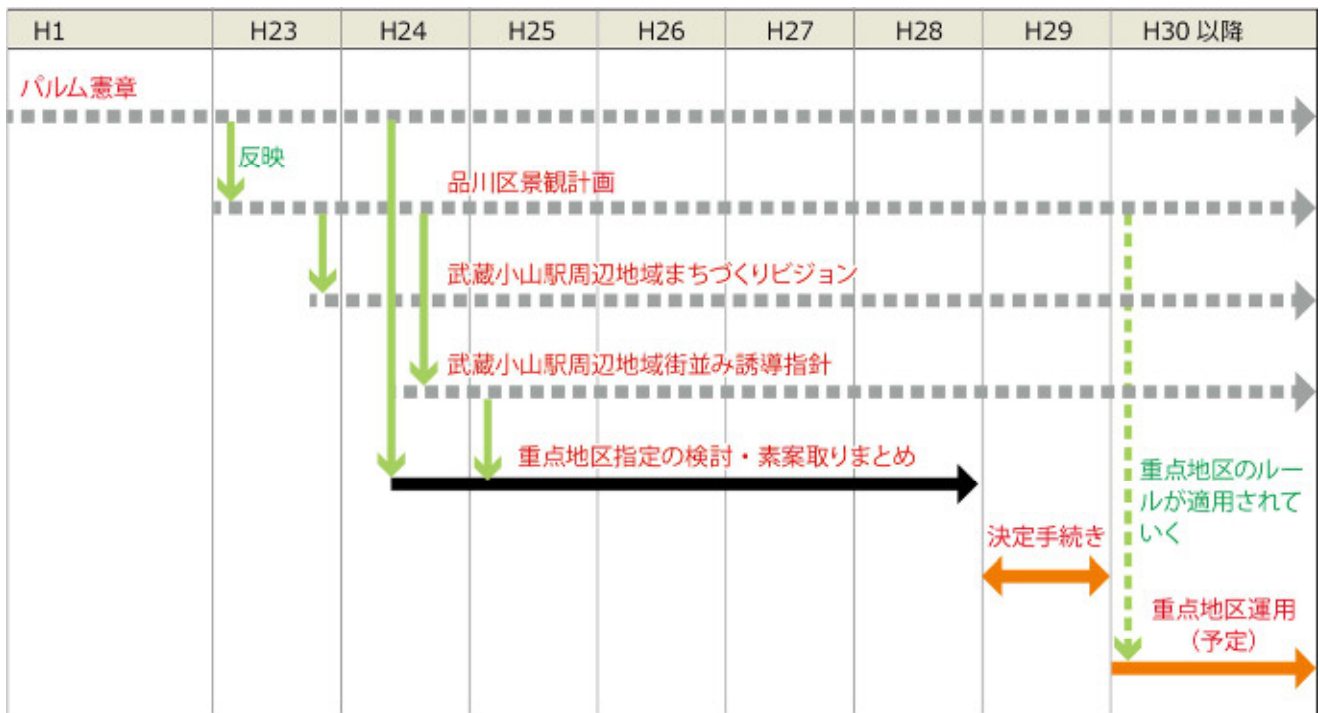 H1 H23 H24 H25 H26 H27 H28 H29 H30 以降
パルム憲章
反映
品川区景観計画
武蔵小山駅周辺地域まちづくりビジョン
武蔵小山駅周辺地域街並み誘導指針
重点地区指定の検討・素案取りまとめ
重点地区のルー
ルが適用されて
いく
決定手続き
重点地区運用
（予定）